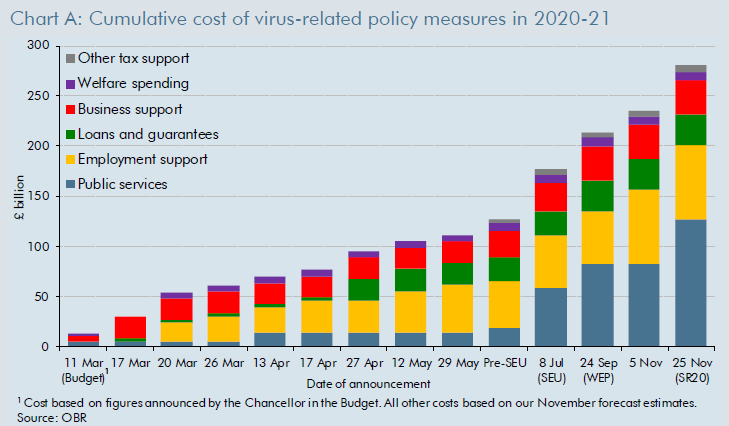 Chart A: Cumulative cost of virus-related policy measures in 2020-21
300
250
200
150
100
50
0
£ billion
Other tax support
Welfare spending
Business support
Loans and guarantees
Employment support
Public services
11 Mar 17 Mar 20 Mar 26 Mar 13 Apr 17 Apr 27 Apr 12 May 29 May Pre-SEU 8 Jul 24 Sep 5 Nov 25 Nov
(Budget)¹ (SEU) (WEP) (SR20)
Date of announcement
¹ Cost based on figures announced by the Chancellor in the Budget. All other costs based on our November forecast estimates.
Source: OBR